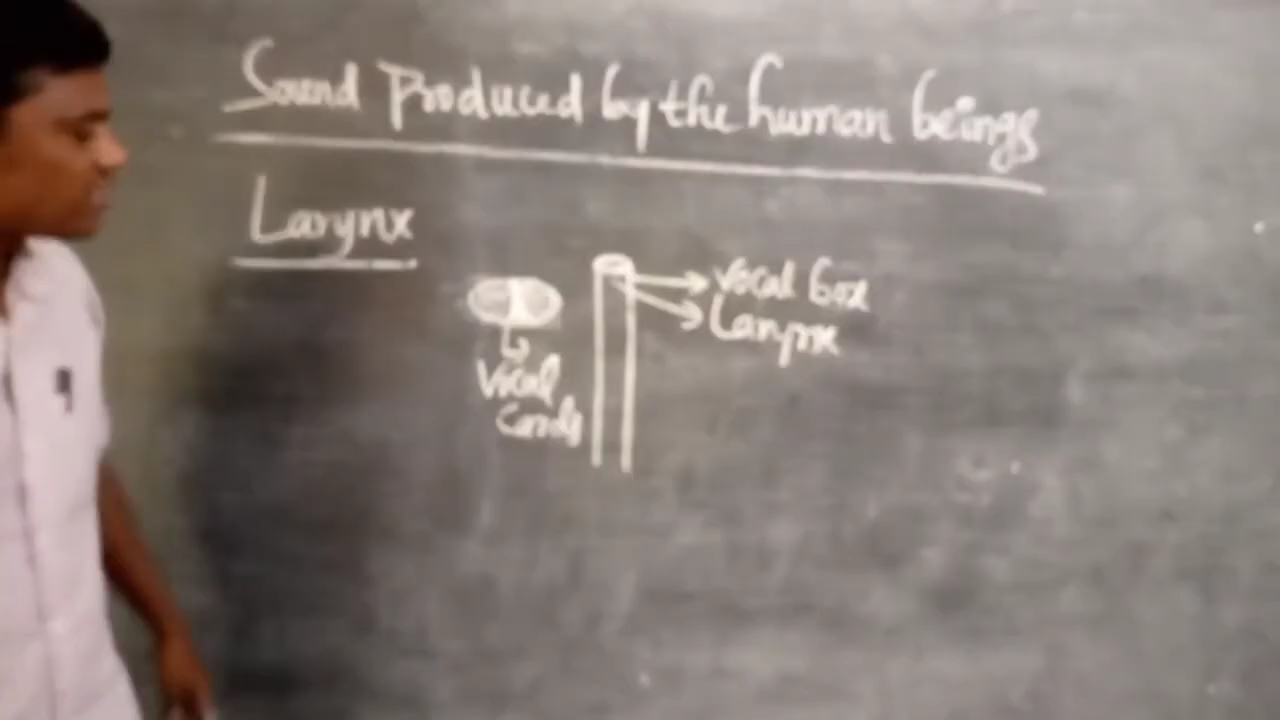 Sound Produced by the human beings
Larynx
Vocal box
Larynx
Vocal
Cords